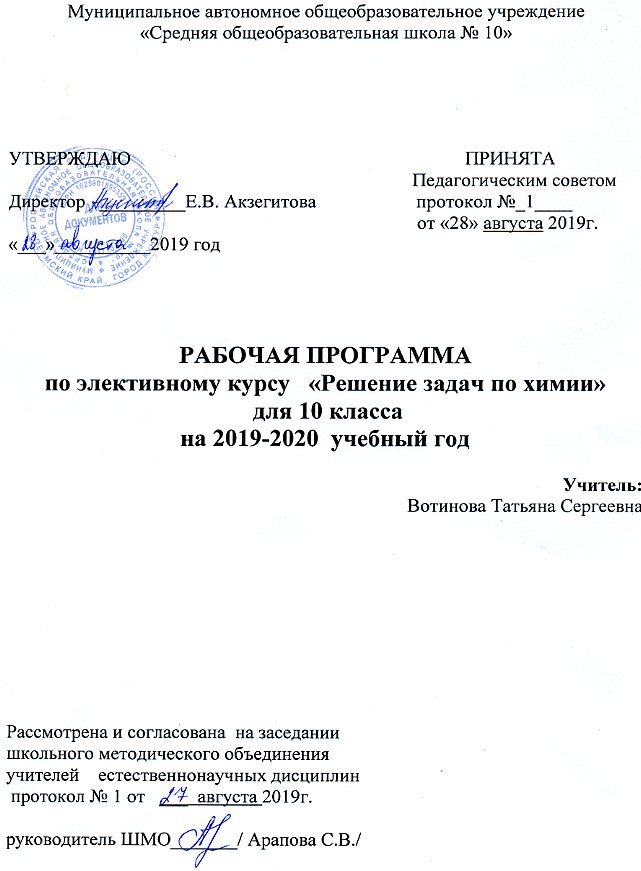 Муниципальное автономное общеобразовательное учреждение
«Средняя общеобразовательная школа № 10»
УТВЕРЖДАЮ
Директор Е.В. Акзегитова
«28» августа 2019 год
ДЛЯ
ДОКУМЕНТОВ
ПРИНЯТА
Педагогическим советом
протокол №_1____
от «28» августа 2019г.
РАБОЧАЯ ПРОГРАММА
по элективному курсу «Решение задач по химии»
для 10 класса
на 2019-2020 учебный год
Учитель:
Вотинова Татьяна Сергеевна
Рассмотрена и согласована на заседании
школьного методического объединения
учителей естественнонаучных дисциплин
протокол № 1 от 27 августа 2019г.
руководитель ШМО_______/ Арапова С.В./